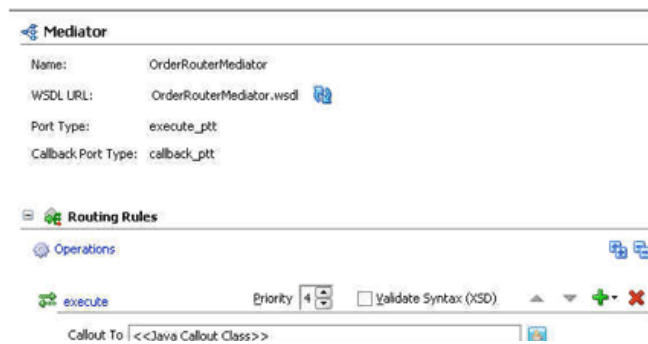 Mediator
Name: OrderRouterMediator
WSDL URL: OrderRouterMediator.wsdl
Port Type: execute_ptt
Callback Port Type: callback_ptt
Routing Rules
Operations
execute Priority 4 Validate Syntax (XSD)
Callout To <<Java Callout Class>>